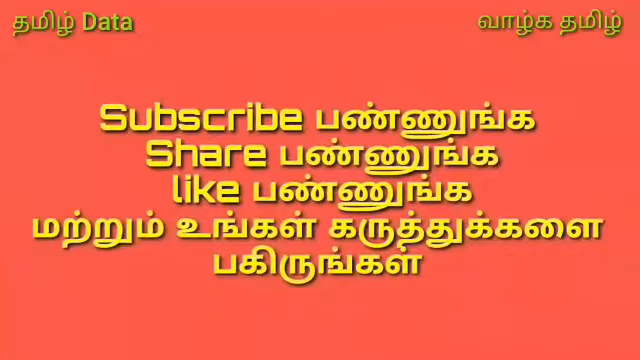 தமிழ் Data
வாழ்க தமிழ்
Subscribe பண்ணுங்க
Share பண்ணுங்க
like பண்ணுங்க
மற்றும் உங்கள் கருத்துக்களை
பகிருங்கள்